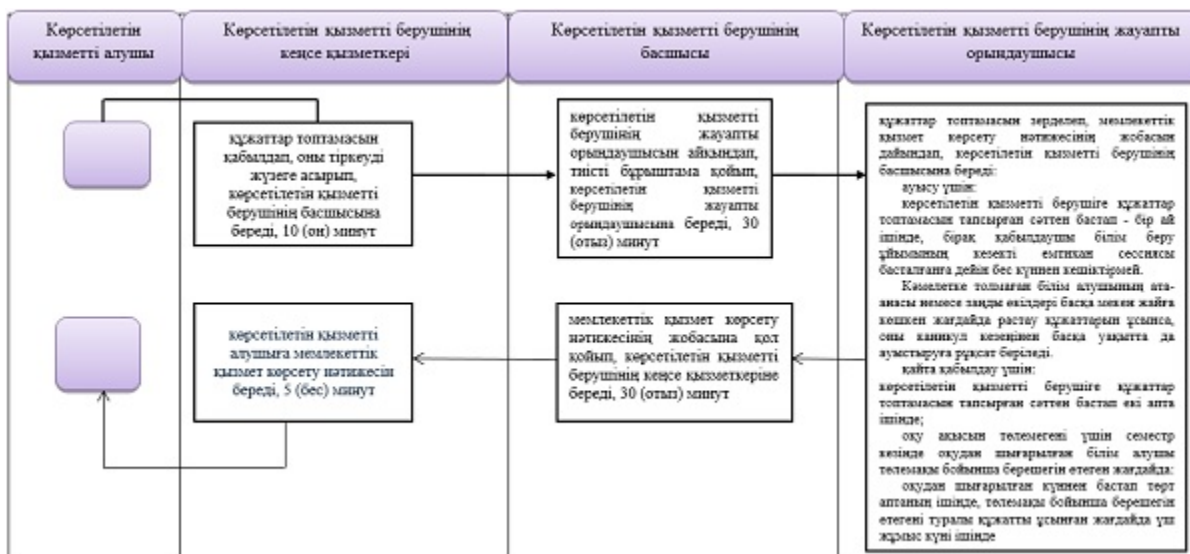 Көрсетілетін
қызметті алушы
Көрсетілетін қызметті берушінің
кеңсе қызметкері
Көрсетілетін қызметті берушінің
басшысы
Көрсетілетін қызметті берушінің жауапты
орындаушысы
құжаттар топтамасын
қабылдап, оны тіркеуді
жүзеге асырып,
көрсетілетін қызметті
берушінің басшысына
береді, 10 (он) минут
көрсетілетін қызметті
берушінің жауапты
орындаушысын айқындап,
тиісті бұрыштама қойып,
көрсетілетін қызметті
берушінің жауапты
орындаушысына береді, 30
(отыз) минут
құжаттар топтамасын зерделеп, мемлекеттік
қызмет көрсету нәтижесінің жобасын
дайындап, көрсетілетін қызметті берушінің
басшысына береді:
ауысу үшін:
көрсетілетін қызметті берушіге құжаттар
топтамасын тапсырған сәттен бастап - бір ай
ішінде, бірақ қабылдаушы білім беру
ұйымының кезекті емтихан сессиясы
басталғанға дейін бес күннен кешіктірмей.
Кәмелетке толмаған білім алушының ата-
анасы немесе заңды өкілдері басқа мекен жайға
көшкен жағдайда растау құжаттарын ұсынса,
оны каникул кезеңінен басқа уақытта да
ауыстыруға рұқсат беріледі.
қайта қабылдау үшін:
көрсетілетін қызметті берушіге құжаттар
топтамасын тапсырған сәттен бастап екі апта
ішінде;
оқу ақысын төлемегені үшін семестр
кезінде оқудан шығарылған білім алушы
төлемақы бойынша берешегін өтеген жағдайда:
оқудан шығарылған күннен бастап төрт
аптаның ішінде, төлемақы бойынша берешегін
өтегені туралы құжатты ұсынған жағдайда үш
жұмыс күні ішінде
көрсетілетін қызметті
алушыға мемлекеттік
қызмет көрсету нәтижесін
береді, 5 (бес) минут
мемлекеттік қызмет көрсету
нәтижесінің жобасына қол
қойып, көрсетілетін қызметті
берушінің кеңсе қызметкеріне
береді, 30 (отыз) минут